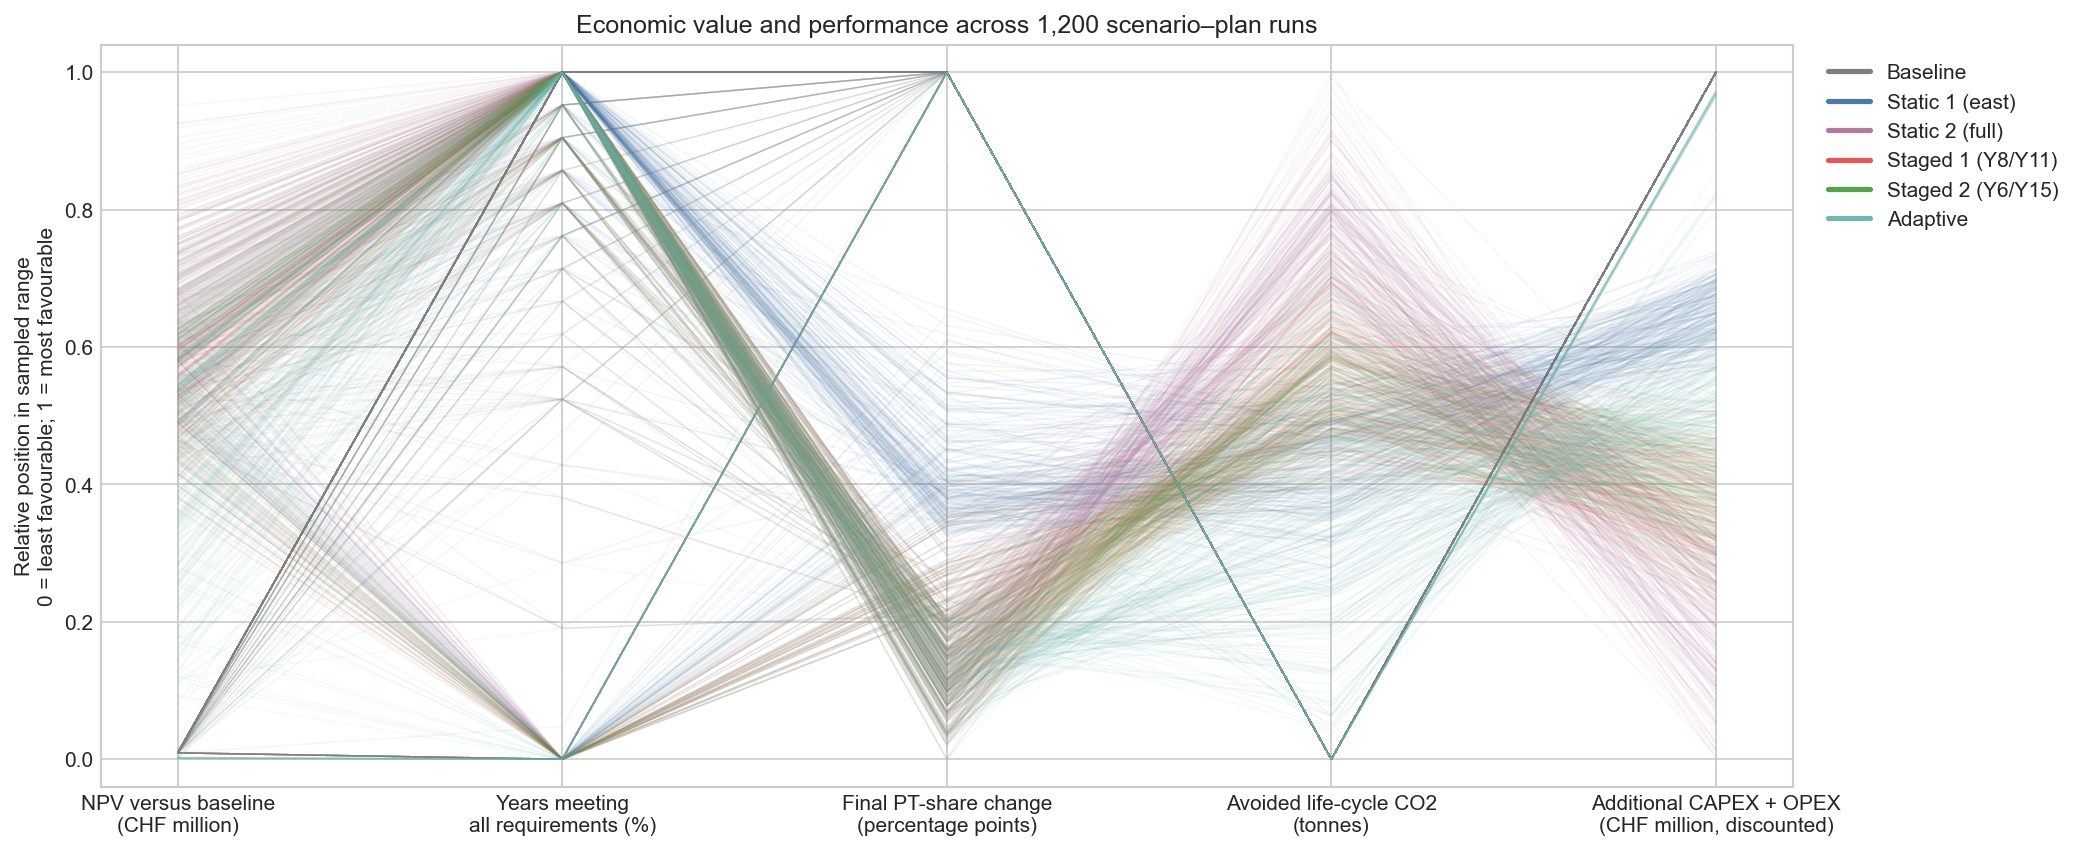 Economic value and performance across 1,200 scenario–plan runs
Relative position in sampled range
0 = least favourable; 1 = most favourable
1.0
0.8
0.6
0.4
0.2
0.0
NPV versus baseline
(CHF million)
Years meeting
all requirements (%)
Final PT-share change
(percentage points)
Avoided life-cycle CO2
(tonnes)
Additional CAPEX + OPEX
(CHF million, discounted)
Baseline
Static 1 (east)
Static 2 (full)
Staged 1 (Y8/Y11)
Staged 2 (Y6/Y15)
Adaptive